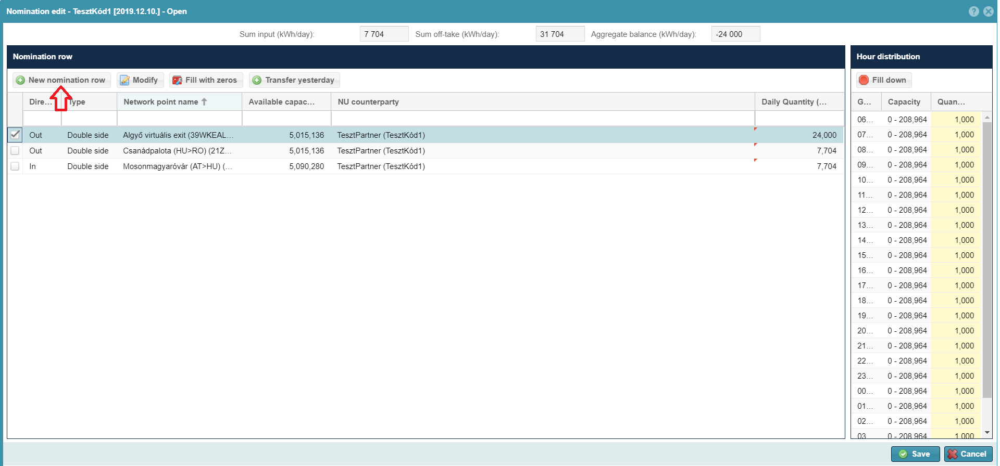 Nomination edit - TesztKód1 [2019.12.10.] - Open
Sum input (kWh/day): 7 704 Sum off-take (kWh/day): 31 704 Aggregate balance (kWh/day): -24 000
Nomination row
New nomination row Modify Fill with zeros Transfer yesterday
Dire... Type Network point name Available capac... NU counterparty Daily Quantity (...
Out Double side Algyő virtuális exit (39WKEAL... 5,015,136 TesztPartner (TesztKód1) 24,000
Out Double side Csanádpalota (HU>RO) (21Z... 5,015,136 TesztPartner (TesztKód1) 7,704
In Double side Mosonmagyaróvár (AT>HU) (... 5,090,280 TesztPartner (TesztKód1) 7,704
Hour distribution
Fill down
G... Capacity Quan...
06... 0 - 208,964 1,000
07... 0 - 208,964 1,000
08... 0 - 208,964 1,000
09... 0 - 208,964 1,000
10... 0 - 208,964 1,000
11... 0 - 208,964 1,000
12... 0 - 208,964 1,000
13... 0 - 208,964 1,000
14... 0 - 208,964 1,000
15... 0 - 208,964 1,000
16... 0 - 208,964 1,000
17... 0 - 208,964 1,000
18... 0 - 208,964 1,000
19... 0 - 208,964 1,000
20... 0 - 208,964 1,000
21... 0 - 208,964 1,000
22... 0 - 208,964 1,000
23... 0 - 208,964 1,000
00... 0 - 208,964 1,000
01... 0 - 208,964 1,000
02... 0 - 208,964 1,000
03 0 - 208,964 1,000
Save Cancel